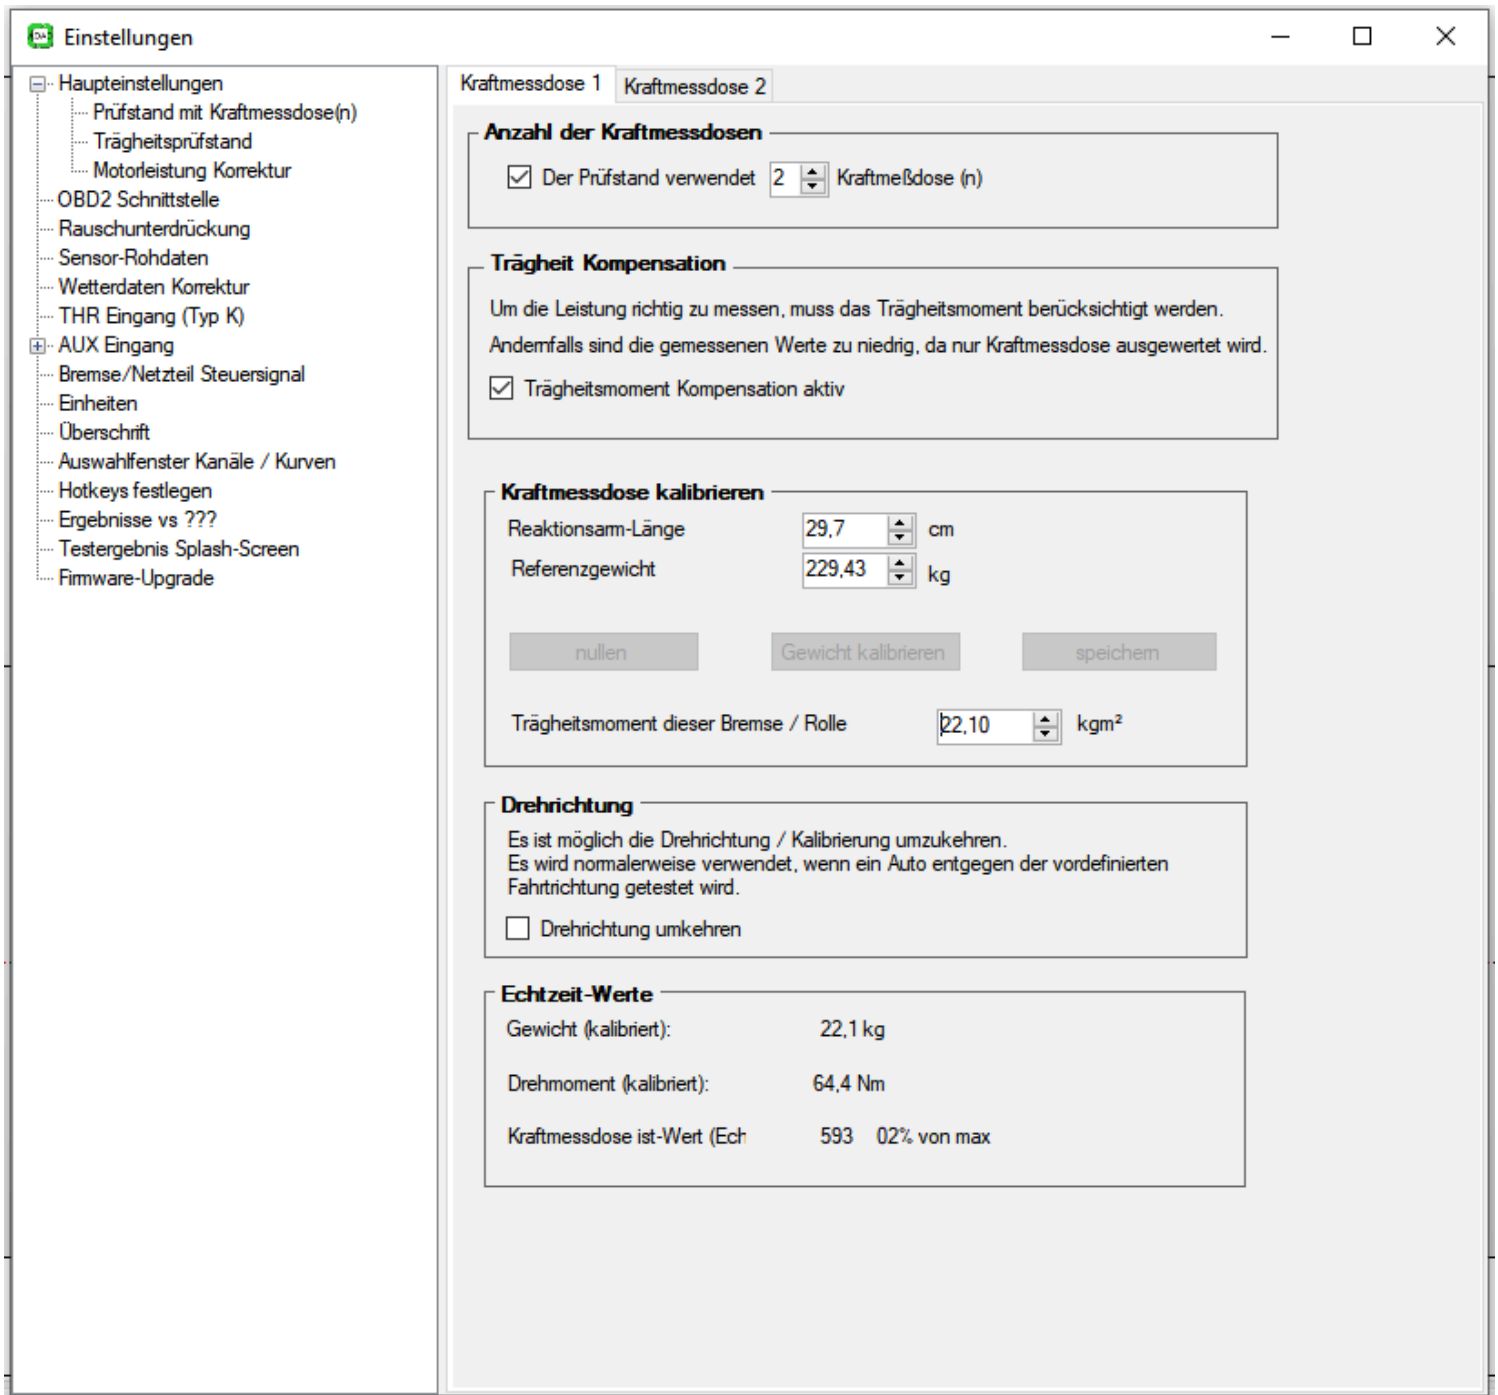 Einstellungen
Haupteinstellungen
Prüfstand mit Kraftmessdose(n)
Trägheitsprüfstand
Motorleistung Korrektur
OBD2 Schnittstelle
Rauschunterdrückung
Sensor-Rohdaten
Wetterdaten Korrektur
THR Eingang (Typ K)
AUX Eingang
Bremse/Netzteil Steuersignal
Einheiten
Überschrift
Auswahlfenster Kanäle / Kurven
Hotkeys festlegen
Ergebnisse vs ???
Testergebnis Splash-Screen
Firmware-Upgrade
Kraftmessdose 1 Kraftmessdose 2
Anzahl der Kraftmessdosen
Der Prüfstand verwendet 2 Kraftmeßdose (n)
Trägheit Kompensation
Um die Leistung richtig zu messen, muss das Trägheitsmoment berücksichtigt werden.
Andernfalls sind die gemessenen Werte zu niedrig, da nur Kraftmessdose ausgewertet wird.
Trägheitsmoment Kompensation aktiv
Kraftmessdose kalibrieren
Reaktionsarm-Länge 29,7 cm
Referenzgewicht 229,43 kg
nullen Gewicht kalibrieren speichern
Trägheitsmoment dieser Bremse / Rolle 22,10 kgm²
Drehrichtung
Es ist möglich die Drehrichtung / Kalibrierung umzukehren.
Es wird normalerweise verwendet, wenn ein Auto entgegen der vordefinierten
Fahrtrichtung getestet wird.
Drehrichtung umkehren
Echtzeit-Werte
Gewicht (kalibriert): 22,1 kg
Drehmoment (kalibriert): 64,4 Nm
Kraftmessdose ist-Wert (Ech 593 02% von max